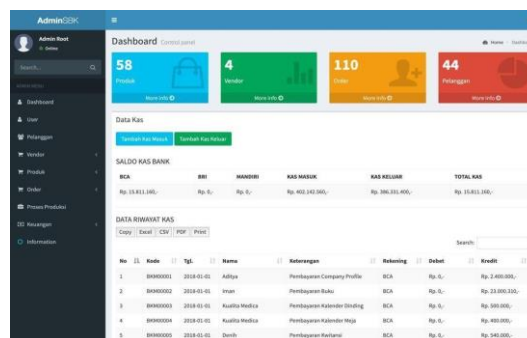 AdminSBK
Admin Root
Online
Search...
Dashboard
User
Pelanggan
Vendor
Produk
Order
Proses Produksi
Keuangan
Information
Dashboard Control panel
Home
58
Produk
More info
4
Vendor
More info
110
Order
More info
44
Pelanggan
More info
Data Kas
Tambah Kas Masuk Tambah Kas Keluar
SALDO KAS BANK
BCA BRI MANDIRI KAS MASUK KAS KELUAR TOTAL KAS
Rp. 15.811.160,- Rp. 0,- Rp. 0,- Rp. 402.142.560,- Rp. 386.331.400,- Rp. 15.811.160,-
DATA RIWAYAT KAS
Copy Excel CSV PDF Print
Search:
No Kode Tgl. Nama Keterangan Rekening Debet Kredit
1 BKM00001 2018-01-01 Aditya Pembayaran Company Profile BCA Rp. 0,- Rp. 2.400.000,-
2 BKM00002 2018-01-01 Iman Pembayaran Buku BCA Rp. 0,- Rp. 23.000.310,-
3 BKM00003 2018-01-01 Kualita Medica Pembayaran Kalender Dinding BCA Rp. 0,- Rp. 500.000,-
4 BKM00004 2018-01-01 Kualita Medica Pembayaran Kalender Meja BCA Rp. 0,- Rp. 400.000,-
5 BKM00005 2018-01-01 Denih Pembayaran Kwitansi BCA Rp. 0,- Rp. 540.000,-